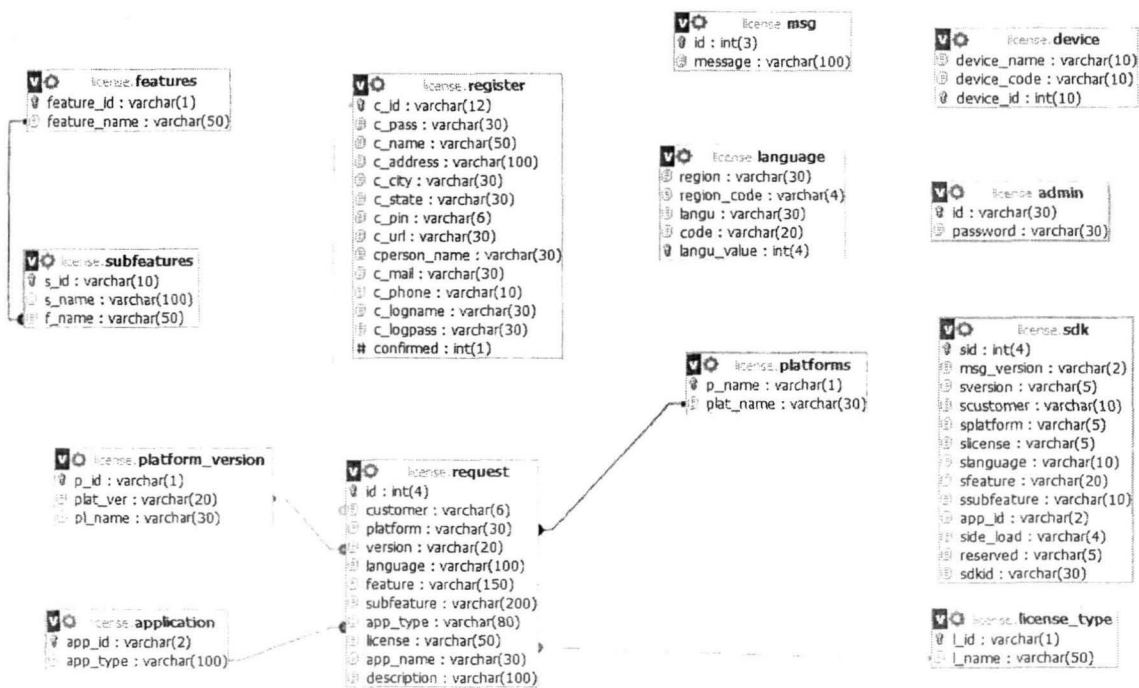 license.features
feature_id : varchar(1)
feature_name : varchar(50)
license.subfeatures
s_id : varchar(10)
s_name : varchar(100)
f_name : varchar(50)
license.platform_version
p_id : varchar(1)
plat_ver : varchar(20)
pl_name : varchar(30)
license.application
app_id : varchar(2)
app_type : varchar(100)
license.register
c_id : varchar(12)
c_pass : varchar(30)
c_name : varchar(50)
c_address : varchar(100)
c_city : varchar(30)
c_state : varchar(30)
c_pin : varchar(6)
c_url : varchar(30)
cperson_name : varchar(30)
c_mail : varchar(30)
c_phone : varchar(10)
c_logname : varchar(30)
c_logpass : varchar(30)
# confirmed : int(1)
license.request
id : int(4)
customer : varchar(6)
platform : varchar(30)
version : varchar(20)
language : varchar(100)
feature : varchar(150)
subfeature : varchar(200)
app_type : varchar(80)
license : varchar(50)
app_name : varchar(30)
description : varchar(100)
license.msg
id : int(3)
message : varchar(100)
license.language
region : varchar(30)
region_code : varchar(4)
langu : varchar(30)
code : varchar(20)
langu_value : int(4)
license.platforms
p_name : varchar(1)
plat_name : varchar(30)
license.device
device_name : varchar(10)
device_code : varchar(10)
device_id : int(10)
license.admin
id : varchar(30)
password : varchar(30)
license.sdk
sid : int(4)
msg_version : varchar(2)
sversion : varchar(5)
scustomer : varchar(10)
splatform : varchar(5)
slicense : varchar(5)
slanguage : varchar(10)
sfeature : varchar(20)
ssubfeature : varchar(10)
app_id : varchar(2)
side_load : varchar(4)
reserved : varchar(5)
sdkid : varchar(30)
license.license_type
l_id : varchar(1)
l_name : varchar(50)